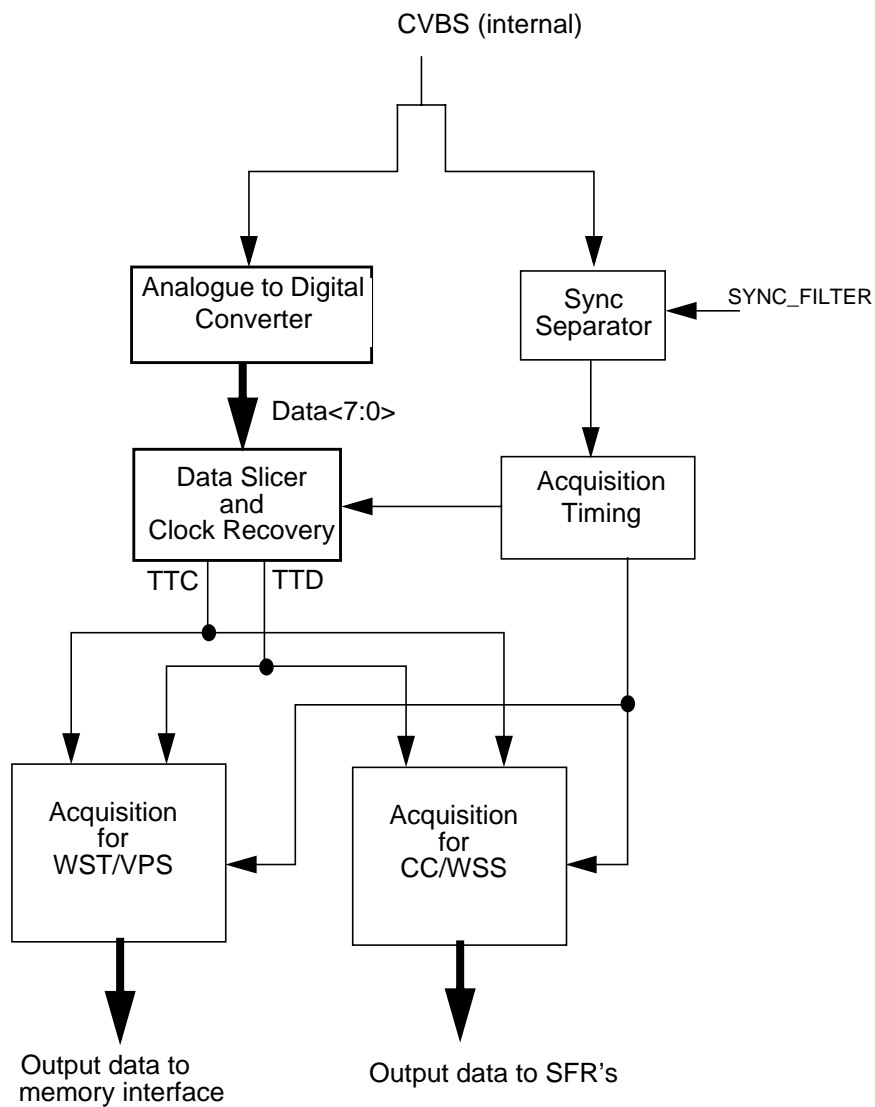 CVBS (internal)
Analogue to Digital
Converter
Sync
Separator
SYNC_FILTER
Data<7:0>
Data Slicer
and
Clock Recovery
Acquisition
Timing
TTC
TTD
Acquisition
for
WST/VPS
Acquisition
for
CC/WSS
Output data to
memory interface
Output data to SFR's